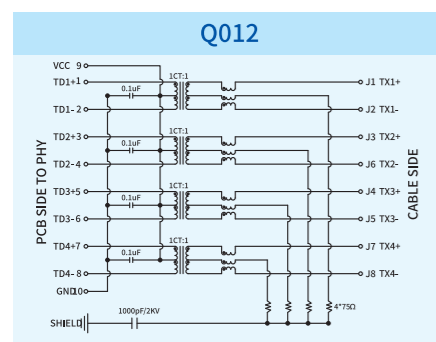 Q012
VCC 9
TD1+1
0.1uF
1CT:1
J1 TX1+
TD1-2
J2 TX1-
TD2+3
0.1uF
1CT:1
J3 TX2+
TD2-4
J6 TX2-
TD3+5
0.1uF
1CT:1
J4 TX3+
TD3-6
J5 TX3-
TD4+7
0.1uF
1CT:1
J7 TX4+
TD4-8
J8 TX4-
GND10
1000pF/2KV
4*75Ω
SHIELD
PCB SIDE TO PHY
CABLE SIDE